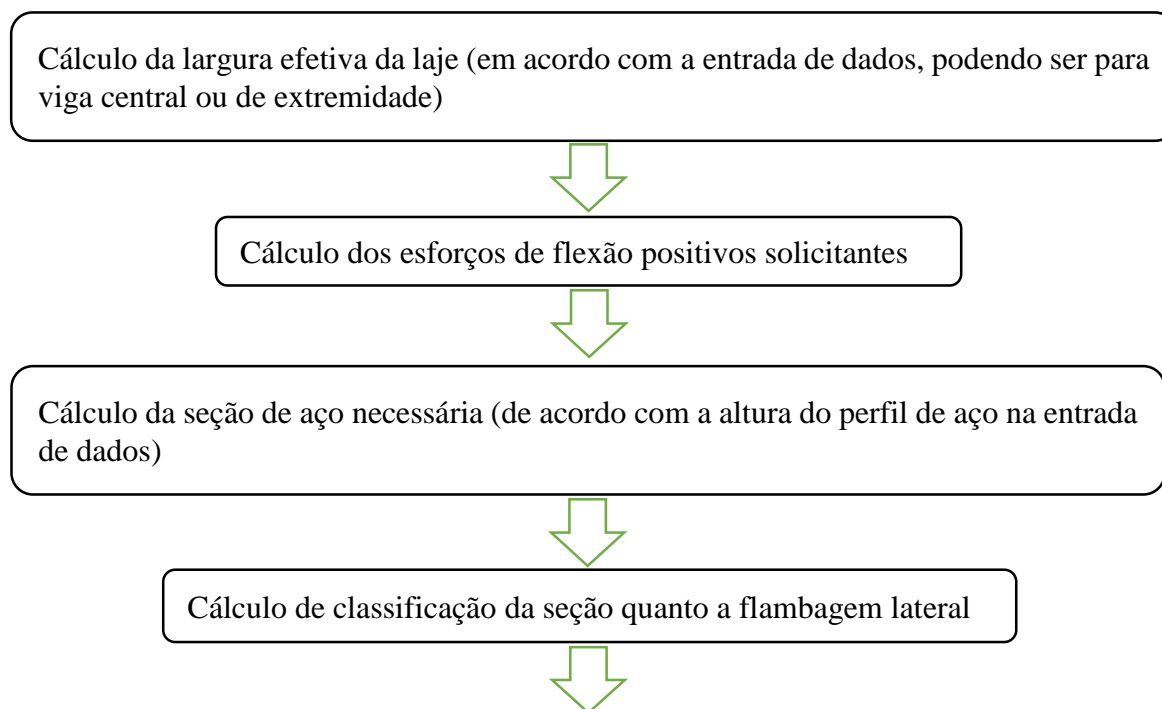 Cálculo da largura efetiva da laje (em acordo com a entrada de dados, podendo ser para
viga central ou de extremidade)
Cálculo dos esforços de flexão positivos solicitantes
Cálculo da seção de aço necessária (de acordo com a altura do perfil de aço na entrada
de dados)
Cálculo de classificação da seção quanto a flambagem lateral